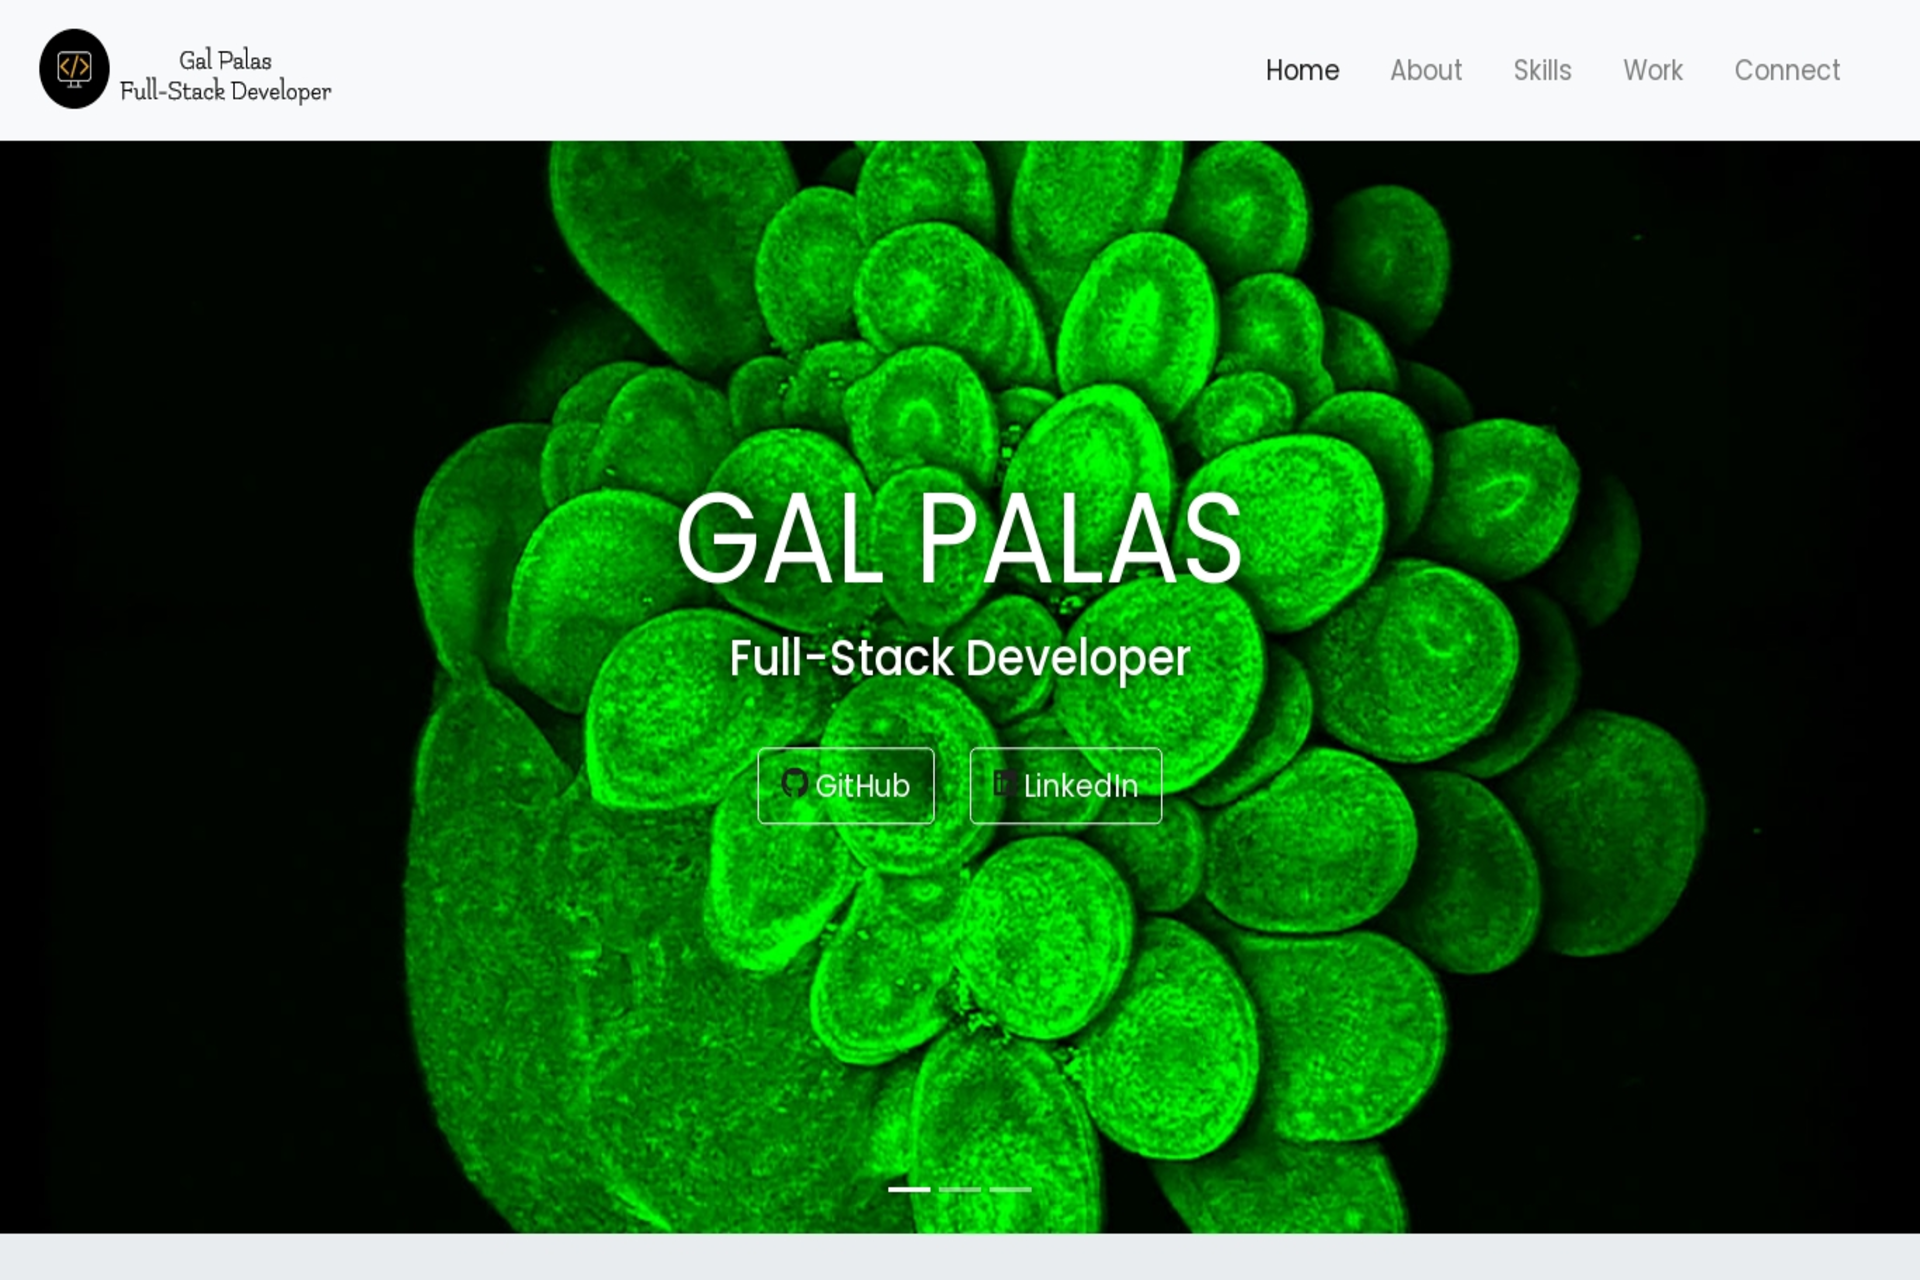 Gal Palas
Full-Stack Developer
Home About Skills Work Connect
GAL PALAS
Full-Stack Developer
GitHub LinkedIn